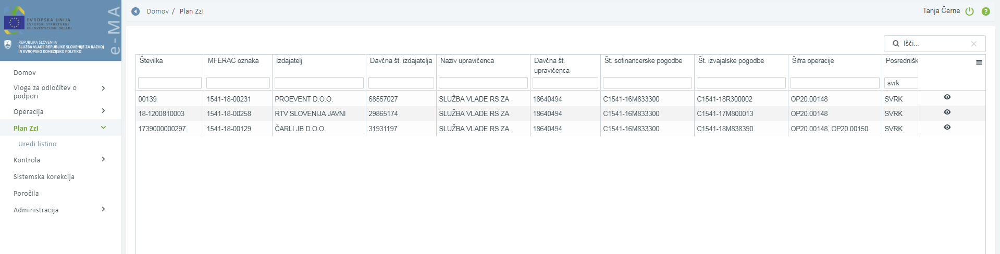 EVROPSKA UNIJA
EVROPSKI STRUKTURNI
IN INVESTICIJSKI SKLADI
e-MA
REPUBLIKA SLOVENIJA
SLUŽBA VLADE REPUBLIKE SLOVENIJE ZA RAZVOJ
IN EVROPSKO KOHEZIJSKO POLITIKO
Domov
Vloga za odločitev o
podpori
Operacija
Plan ZzI
Uredi listino
Kontrola
Sistemska korekcija
Poročila
Administracija
Domov / Plan ZzI
Tanja Černe
Išči...
Številka MFERAC oznaka Izdajatelj Davčna št. izdajatelja Naziv upravičenca Davčna št. upravičenca Št. sofinancerske pogodbe Št. izvajalske pogodbe Šifra operacije Posrednišk
svrk
00139 1541-18-00231 PROEVENT D.O.O. 68557027 SLUŽBA VLADE RS ZA 18640494 C1541-16M833300 C1541-18R300002 OP20.00148 SVRK
18-1200810003 1541-18-00258 RTV SLOVENIJA JAVNI 29865174 SLUŽBA VLADE RS ZA 18640494 C1541-16M833300 C1541-17M800013 OP20.00148 SVRK
1739000000297 1541-18-00129 ČARLI JB D.O.O. 31931197 SLUŽBA VLADE RS ZA 18640494 C1541-16M833300 C1541-18M838390 OP20.00148, OP20.00150 SVRK